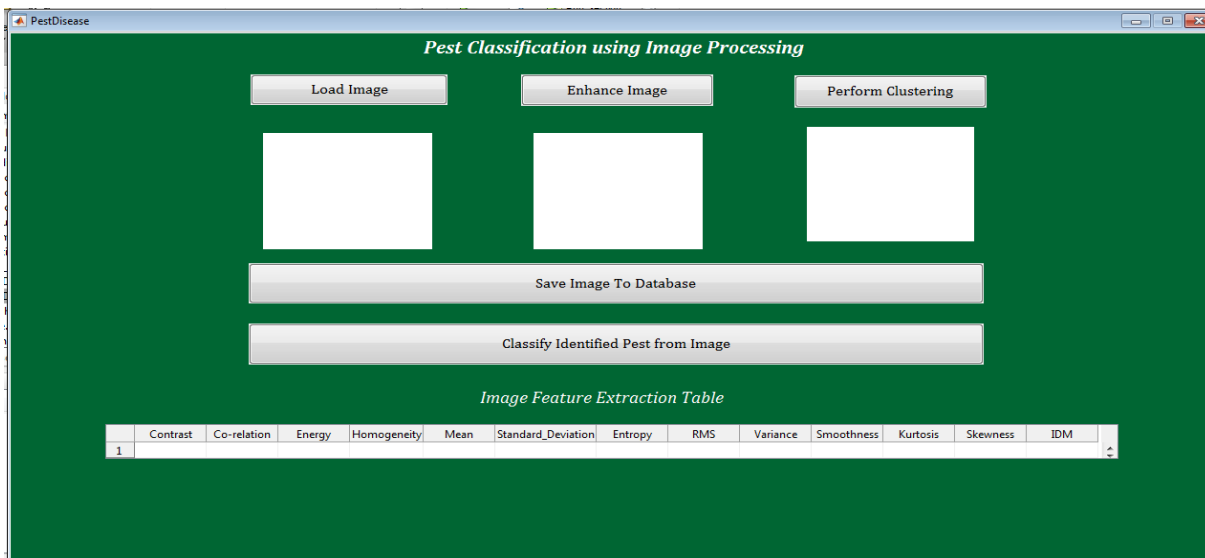 PestDisease
Pest Classification using Image Processing
Load Image Enhance Image Perform Clustering
Save Image To Database
Classify Identified Pest from Image
Image Feature Extraction Table
Contrast Co-relation Energy Homogeneity Mean Standard_Deviation Entropy RMS Variance Smoothness Kurtosis Skewness IDM
1